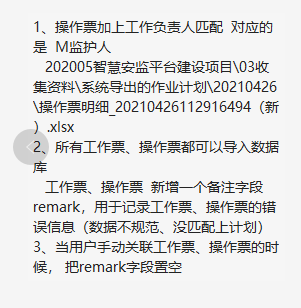 1、操作票加上工作负责人匹配  对应的
是  M监护人
202005智慧安监平台建设项目\03收
集资料\系统导出的作业计划\20210426
\操作票明细_20210426112916494（新
）.xlsx
2、所有工作票、操作票都可以导入数据
库
工作票、操作票  新增一个备注字段
remark，用于记录工作票、操作票的错
误信息（数据不规范、没匹配上计划）
3、当用户手动关联工作票、操作票的时
候， 把remark字段置空